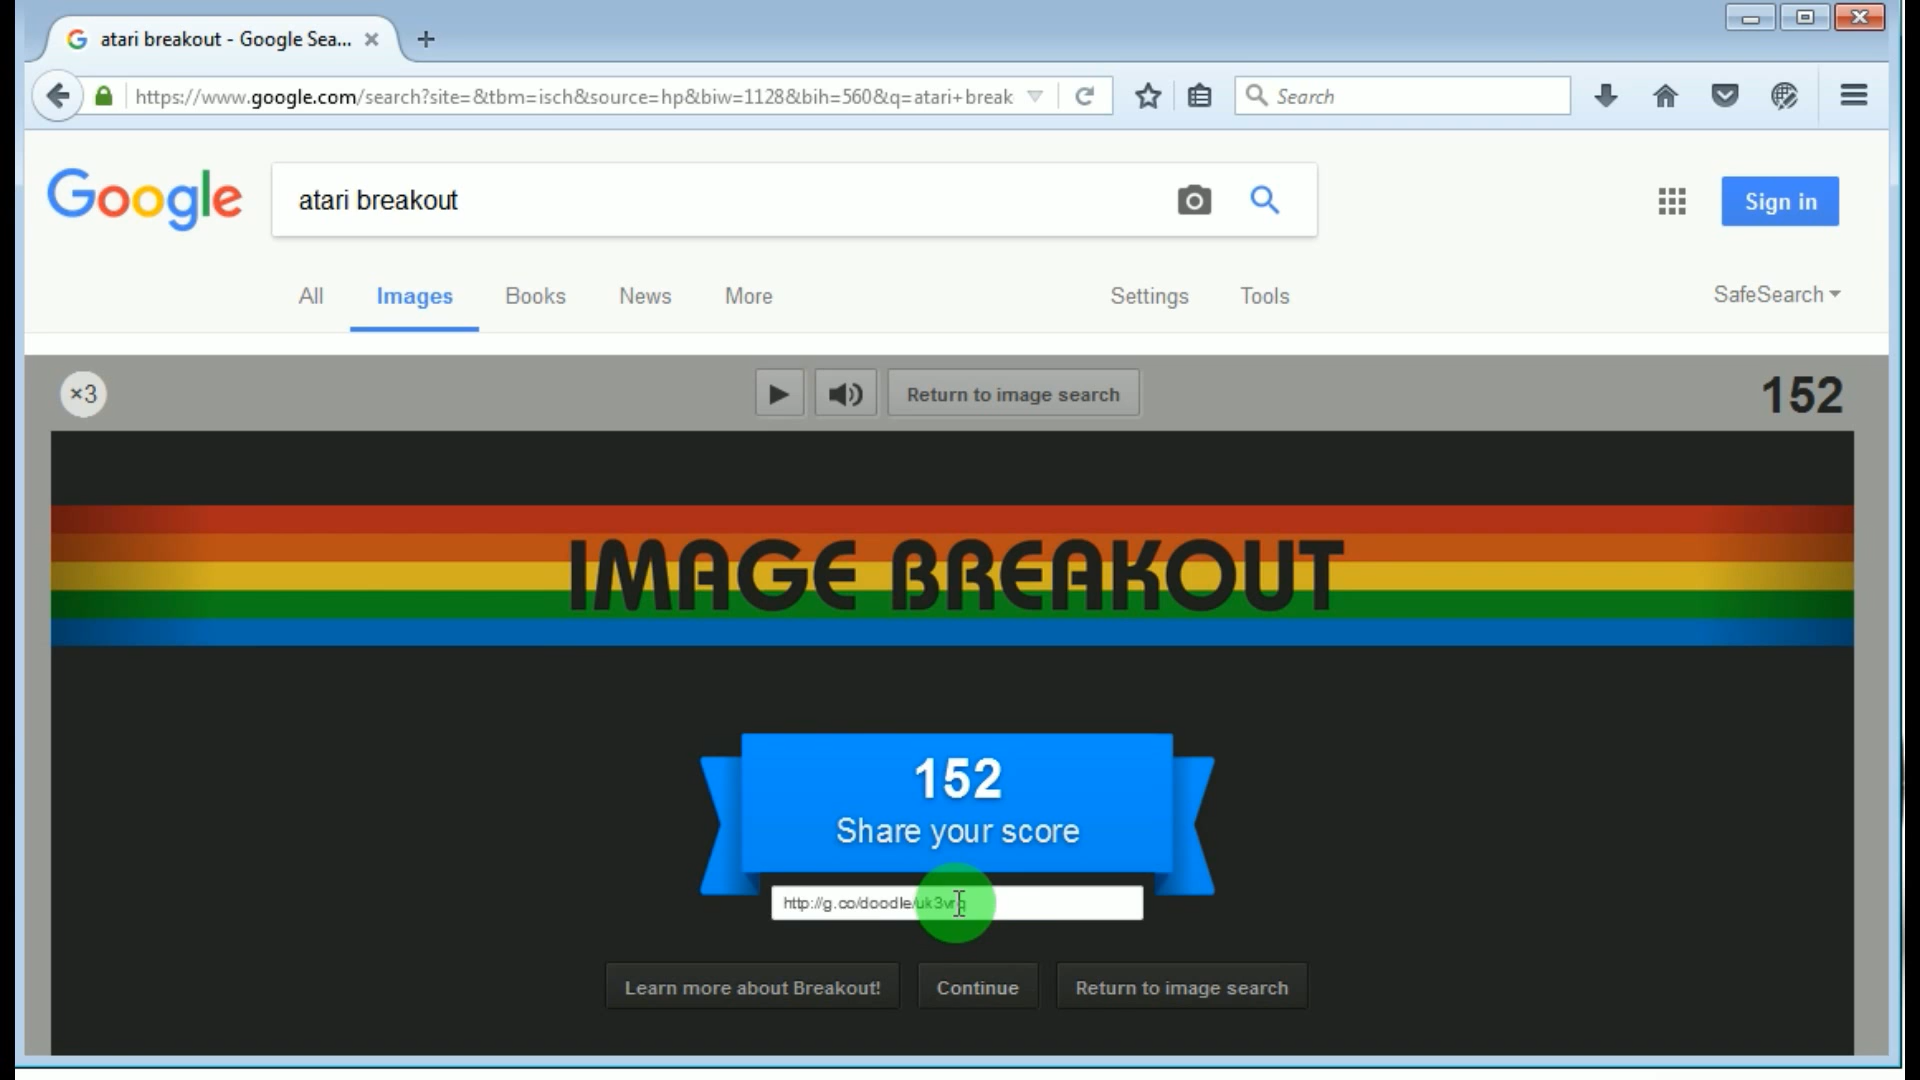 atari breakout - Google Sea...
https://www.google.com/search?site=&tbm=isch&source=hp&biw=1128&bih=560&q=atari+break
Search
Google
atari breakout
Sign in
All
Images
Books
News
More
Settings
Tools
SafeSearch
×3
Return to image search
152
IMAGE BREAKOUT
152
Share your score
http://g.co/doodle/uk3vrq
Learn more about Breakout!
Continue
Return to image search